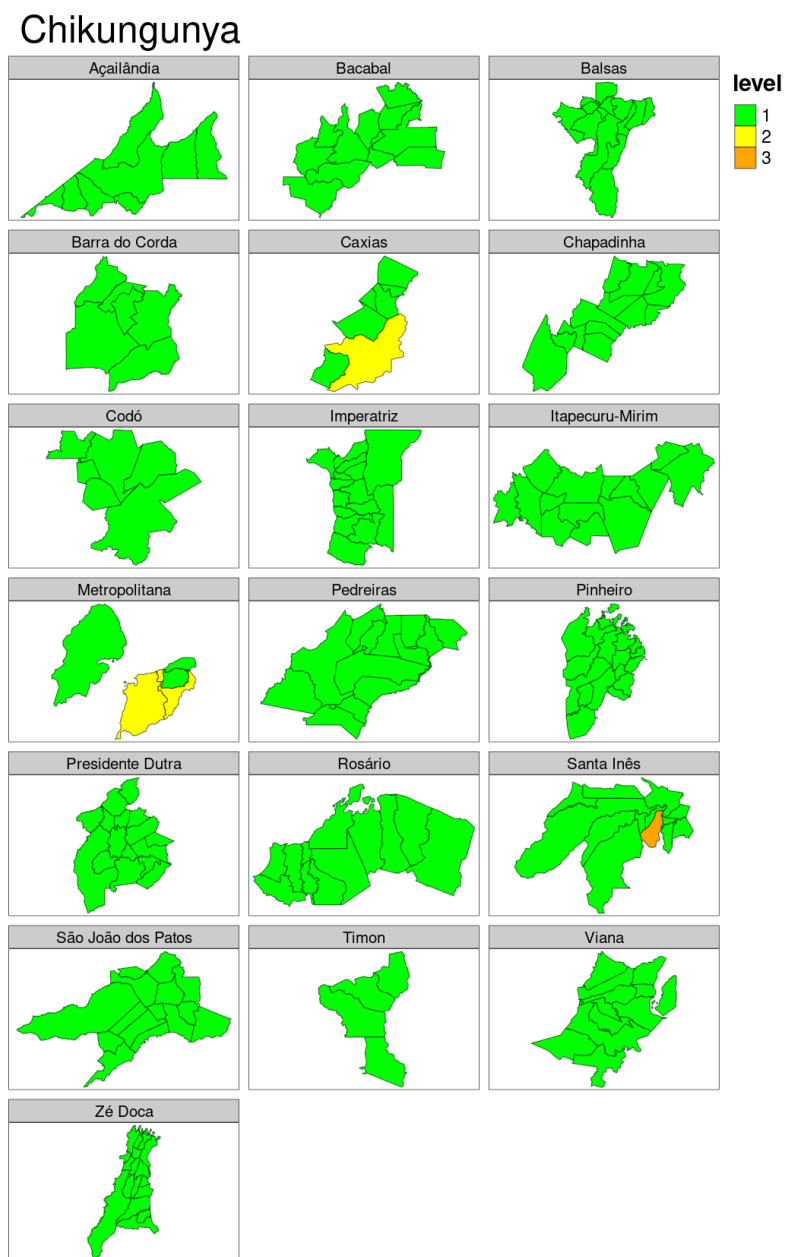 Chikungunya
Açailândia
Bacabal
Balsas
level
1
2
3
Barra do Corda
Caxias
Chapadinha
Codó
Imperatriz
Itapecuru-Mirim
Metropolitana
Pedreiras
Pinheiro
Presidente Dutra
Rosário
Santa Inês
São João dos Patos
Timon
Viana
Zé Doca